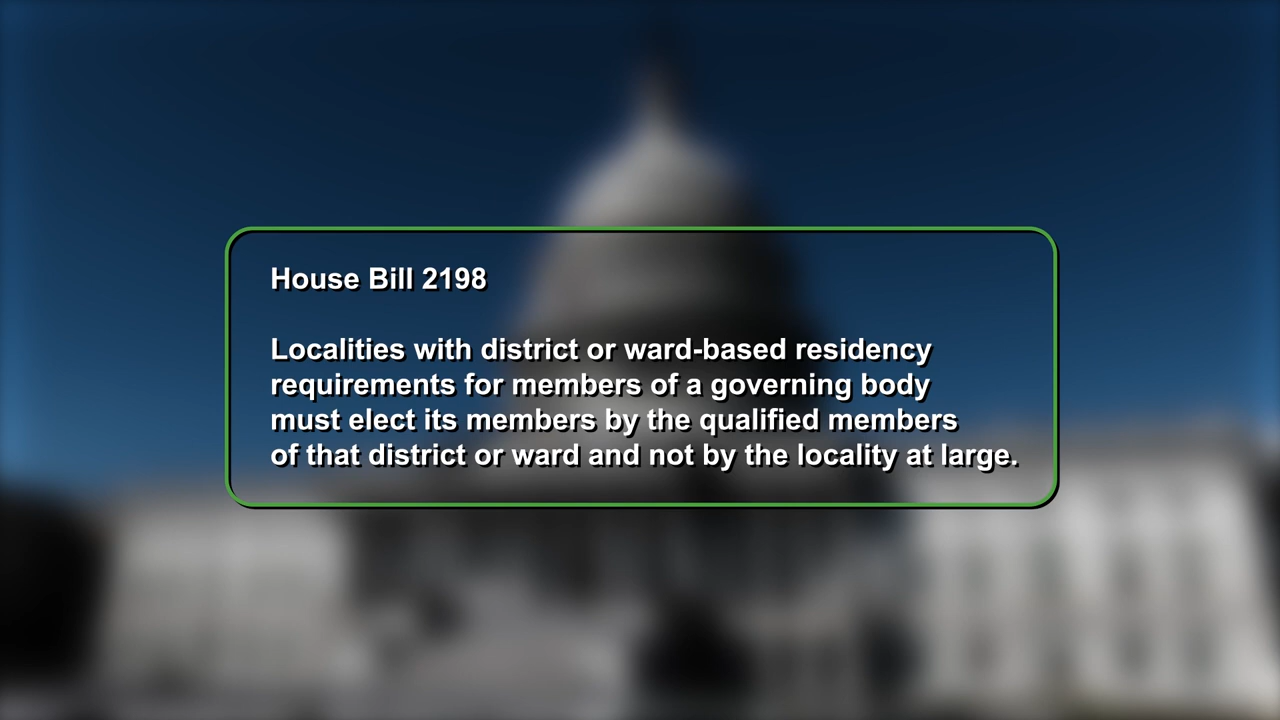 House Bill 2198
Localities with district or ward-based residency
requirements for members of a governing body
must elect its members by the qualified members
of that district or ward and not by the locality at large.